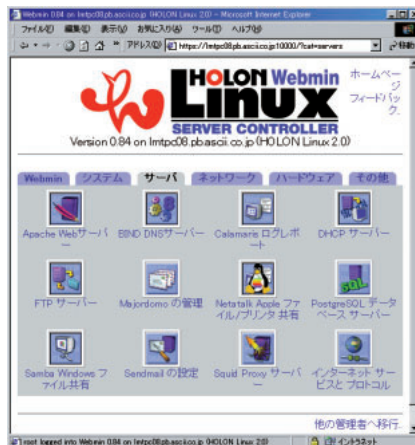 Webmin 0.84 on lmtpc08.pb.ascii.co.jp (HOLON Linux 2.0) - Microsoft Internet Explorer
ファイル(F) 編集(E) 表示(V) お気に入り(A) ツール(T) ヘルプ(H)
アドレス(D) https://lmtpc08.pb.ascii.co.jp:10000/?cat=servers 移動
HOLON Webmin
Linux
SERVER CONTROLLER
Version 0.84 on lmtpc08.pb.ascii.co.jp (HOLON Linux 2.0)
ホームペー
ジ
フィードバッ
ク..
Webmin システム サーバ ネットワーク ハードウェア その他
Apache Webサーバ
ー
BIND DNSサーバー
Calamaris ログレポ
ート
DHCP サーバー
FTP サーバー
Majordomo の管理
Netatalk Apple ファ
イル/プリンタ 共有
PostgreSQL データ
ベース サーバー
Samba Windows フ
ァイル共有
Sendmail の設定
Squid Proxy サーバ
ー
インターネット サー
ビスと プロトコル
他の管理者へ移行..
root logged into Webmin 0.84 on lmtpc08.pb.ascii.co.jp (HOLON Linux 2.0) イントラネット